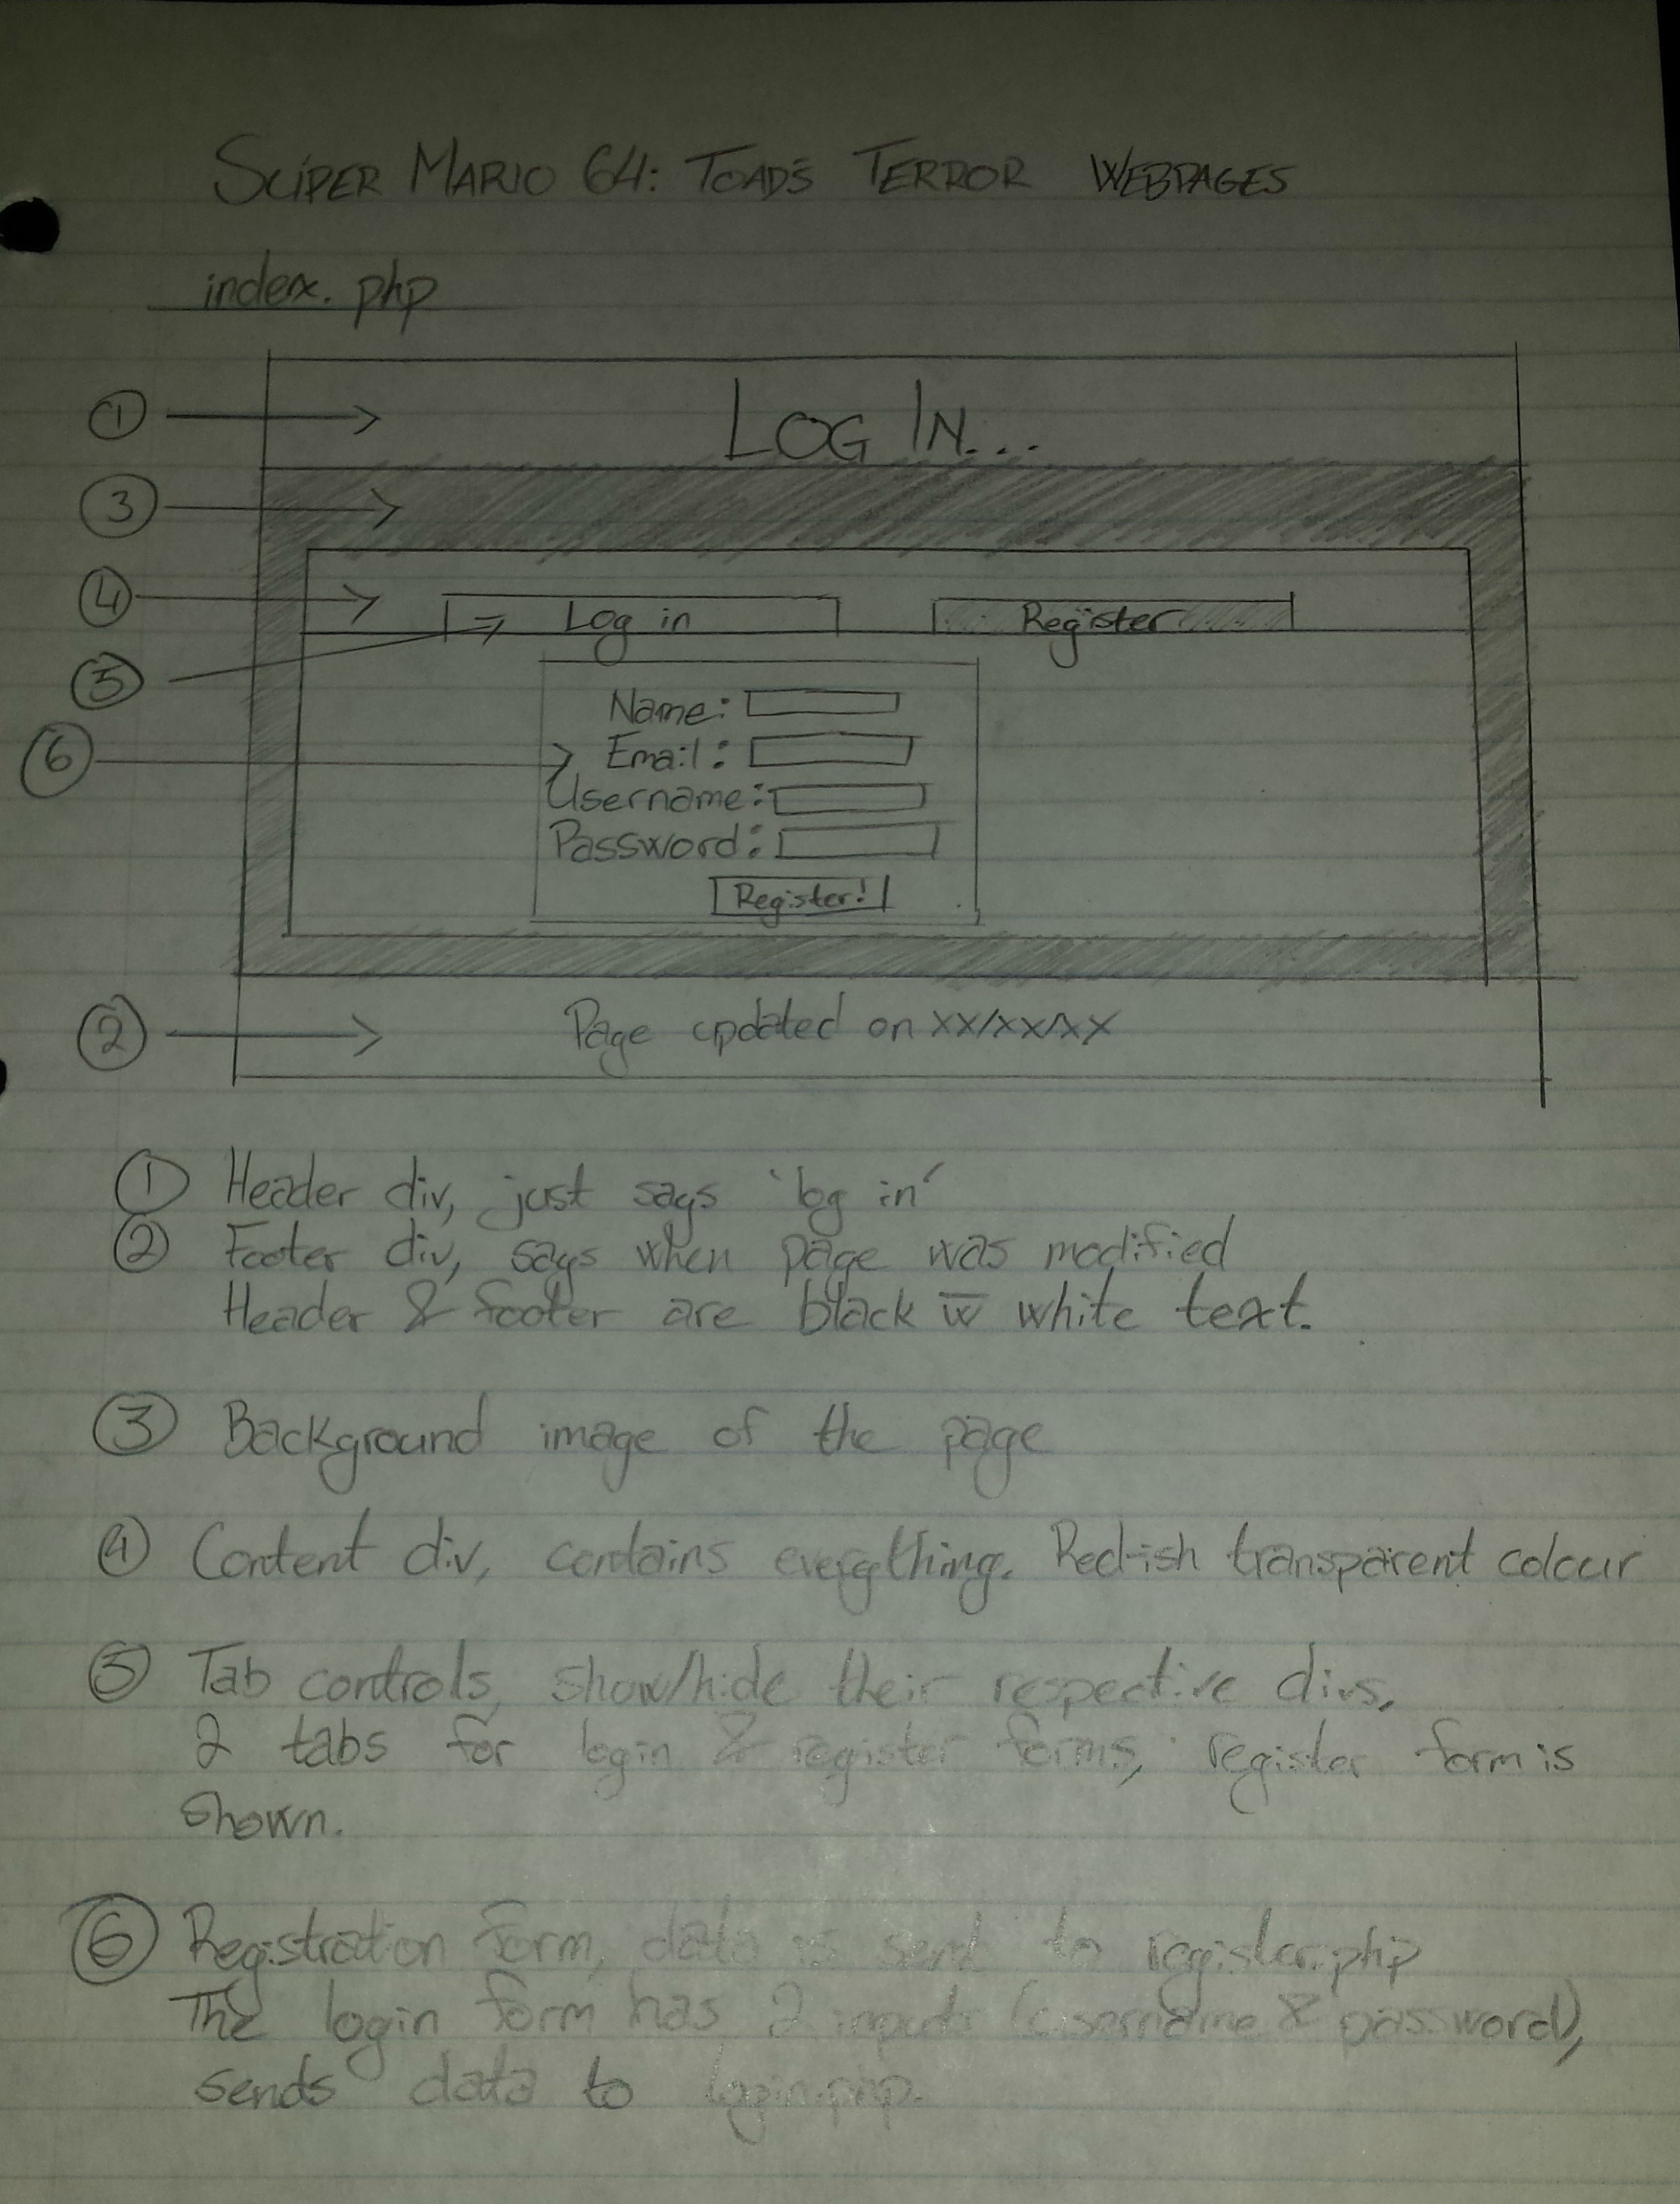 SUPER MARIO 64: TOAD'S TERROR WEBPAGES
index.php
① LOG IN...
③
④
Log in Register
⑤
Name:
⑥ Email:
Username:
Password:
Register!
② Page updated on xx/xx/xx
① Header div, just says 'log in'
② Footer div, says when page was modified
Header & footer are black w̅ white text.
③ Background image of the page
④ Content div, contains everything. Red-ish transparent colour
⑤ Tab controls, show/hide their respective divs,
2 tabs for login & register forms, register form is
shown.
⑥ Registration form, data is sent to register.php
The login form has 2 inputs (username & password),
sends data to login.php.